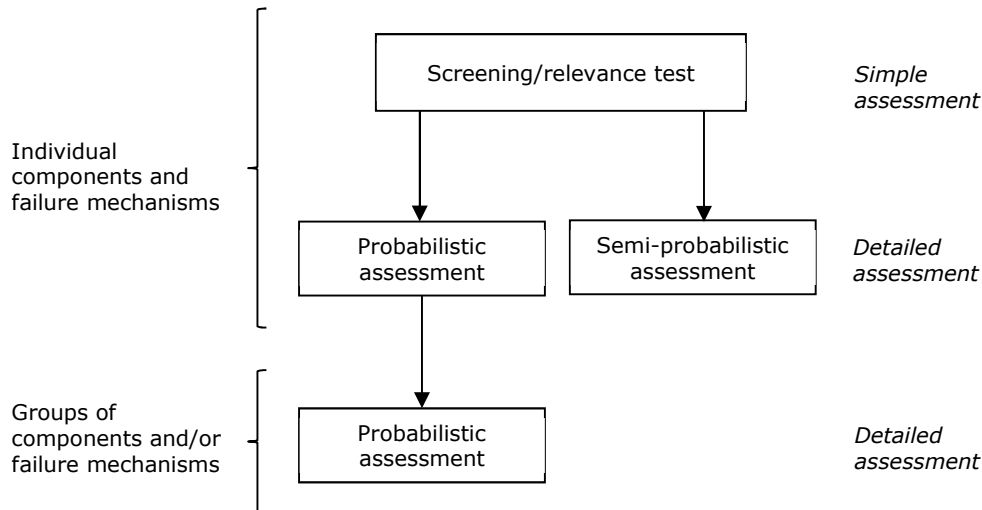 Screening/relevance test
Simple
assessment
Individual
components and
failure mechanisms
Probabilistic
assessment
Semi-probabilistic
assessment
Detailed
assessment
Groups of
components and/or
failure mechanisms
Probabilistic
assessment
Detailed
assessment